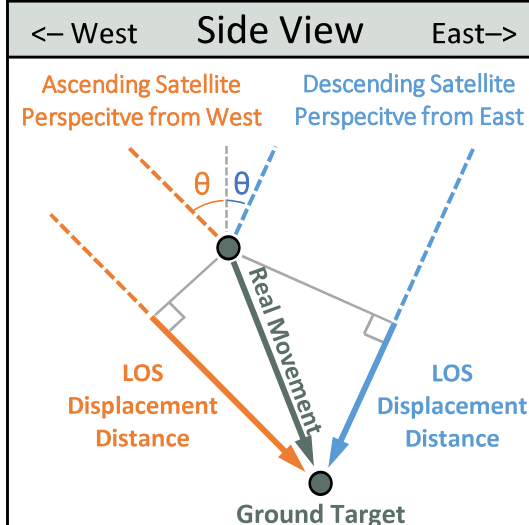 <– West Side View East–>
Ascending Satellite
Perspecitve from West
Descending Satellite
Perspecitve from East
θ θ
Real Movement
LOS
Displacement
Distance
LOS
Displacement
Distance
Ground Target